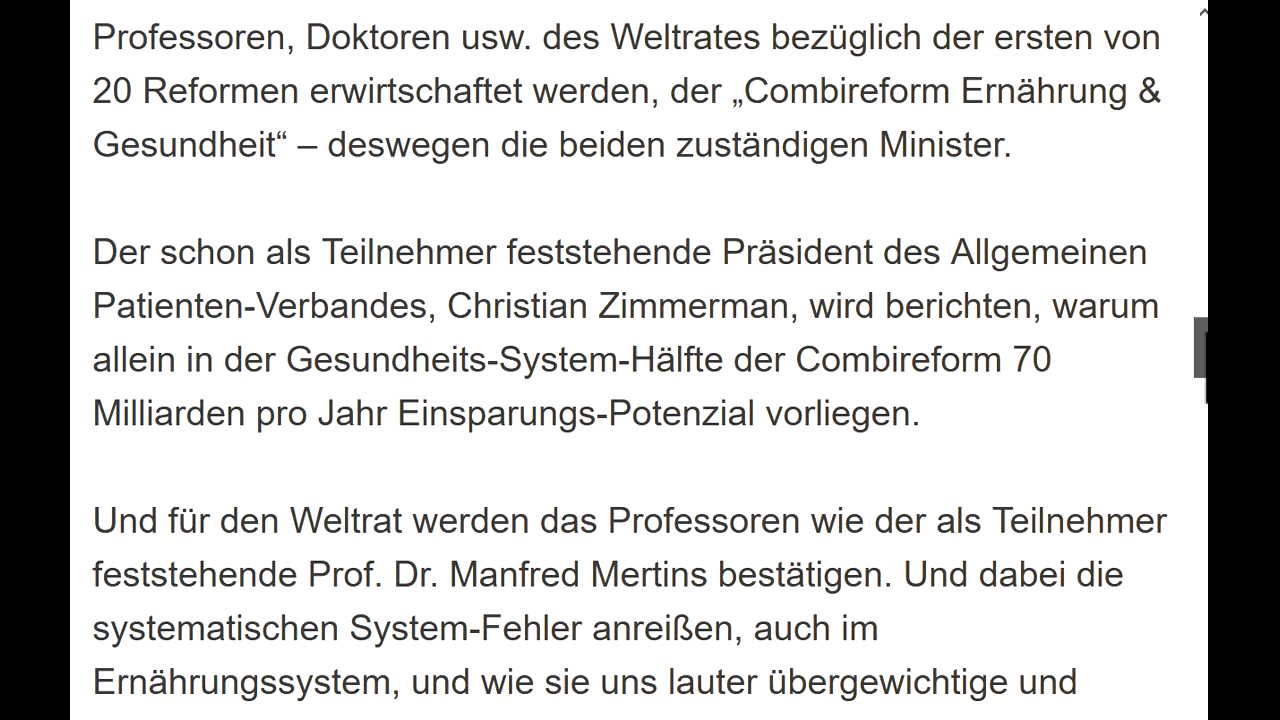 Professoren, Doktoren usw. des Weltrates bezüglich der ersten von
20 Reformen erwirtschaftet werden, der „Combireform Ernährung &
Gesundheit“ – deswegen die beiden zuständigen Minister.
Der schon als Teilnehmer feststehende Präsident des Allgemeinen
Patienten-Verbandes, Christian Zimmerman, wird berichten, warum
allein in der Gesundheits-System-Hälfte der Combireform 70
Milliarden pro Jahr Einsparungs-Potenzial vorliegen.
Und für den Weltrat werden das Professoren wie der als Teilnehmer
feststehende Prof. Dr. Manfred Mertins bestätigen. Und dabei die
systematischen System-Fehler anreißen, auch im
Ernährungssystem, und wie sie uns lauter übergewichtige und